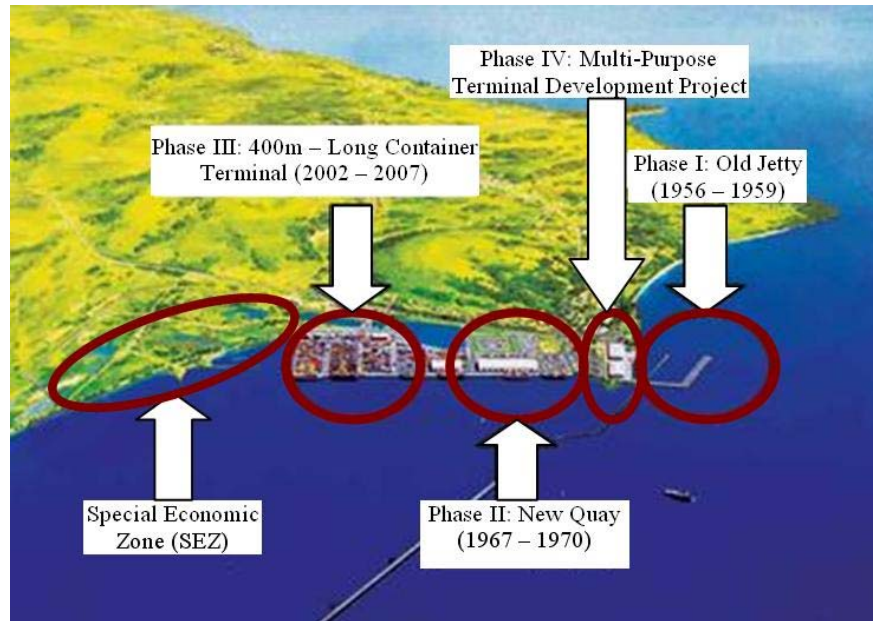 Phase IV: Multi-Purpose
Terminal Development Project
Phase III: 400m – Long Container
Terminal (2002 – 2007)
Phase I: Old Jetty
(1956 – 1959)
Special Economic
Zone (SEZ)
Phase II: New Quay
(1967 – 1970)